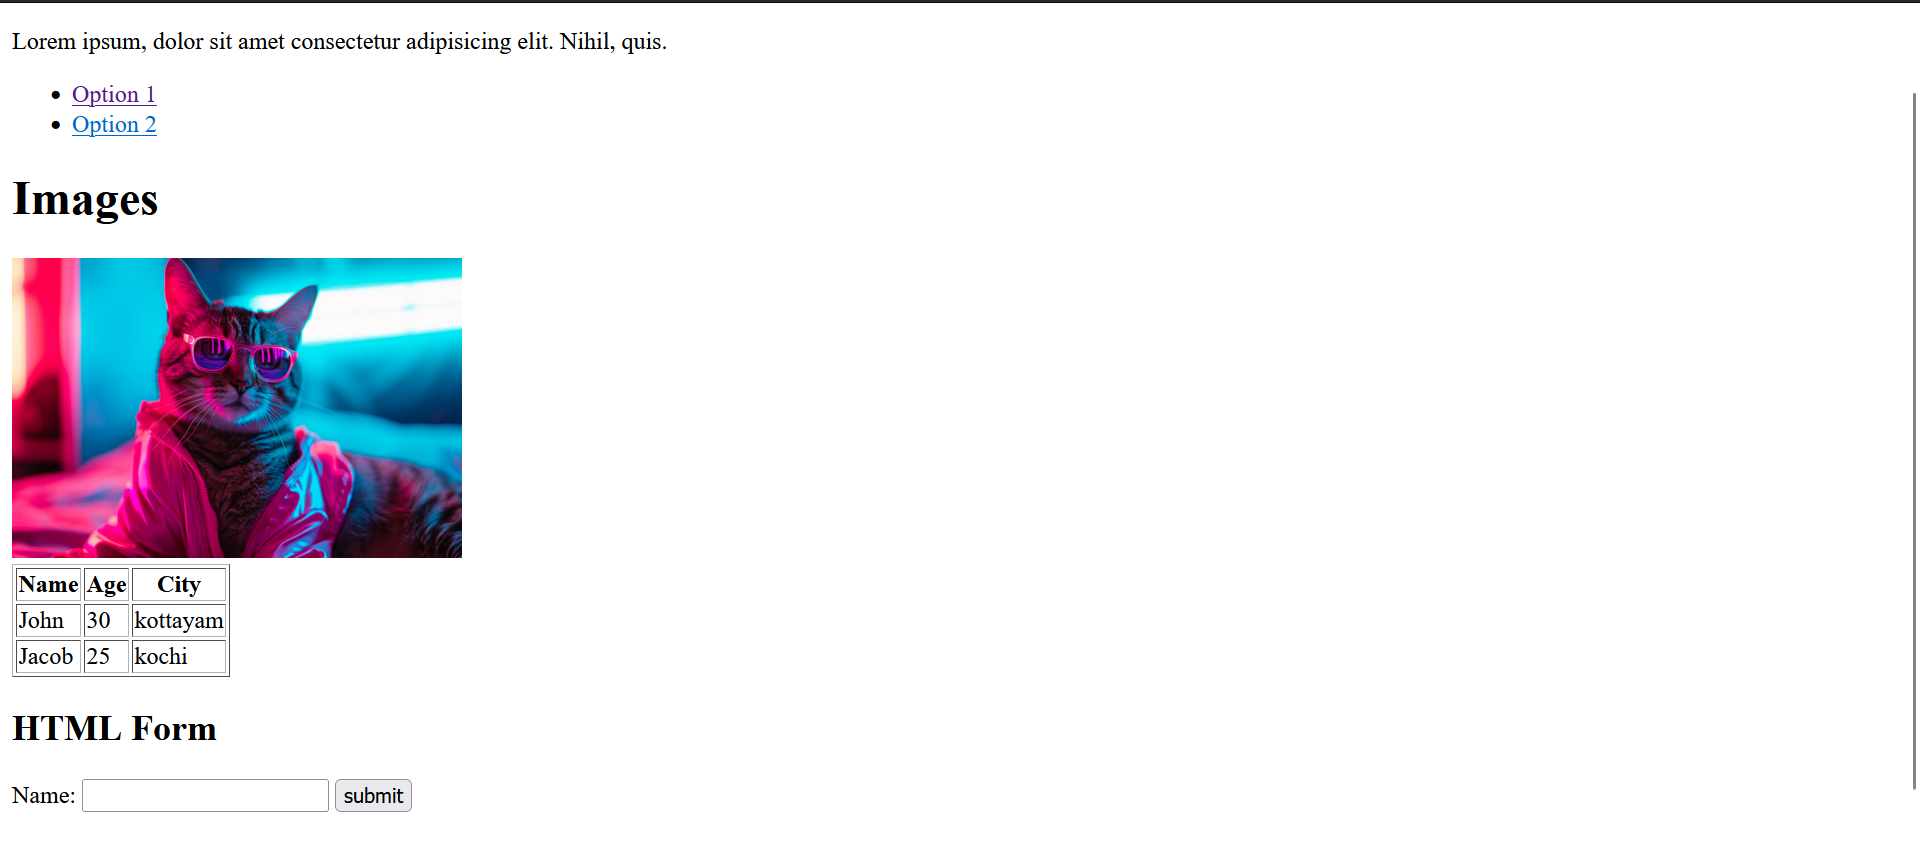 Lorem ipsum, dolor sit amet consectetur adipisicing elit. Nihil, quis.
Option 1
Option 2
Images
Name Age City
John 30 kottayam
Jacob 25 kochi
HTML Form
Name: submit